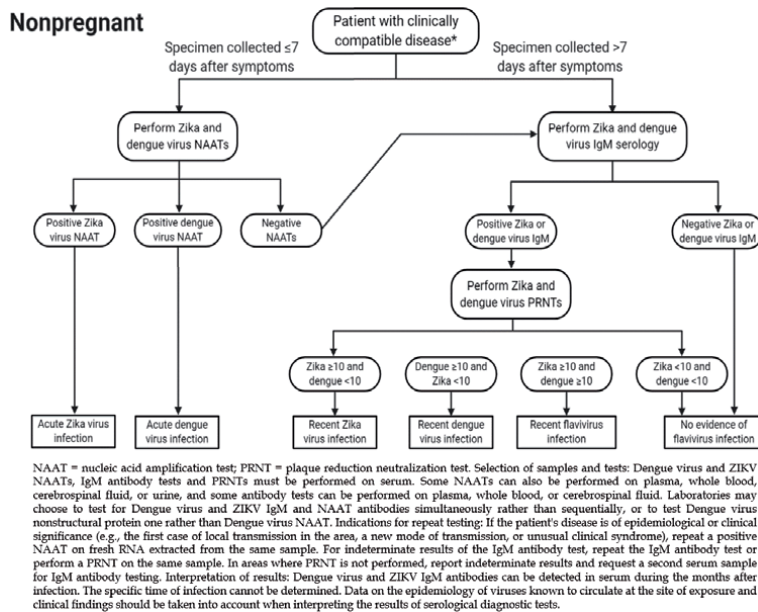 Nonpregnant
Patient with clinically
compatible disease*
Specimen collected ≤7
days after symptoms
Specimen collected >7
days after symptoms
Perform Zika and
dengue virus NAATs
Perform Zika and dengue
virus IgM serology
Positive Zika
virus NAAT
Positive dengue
virus NAAT
Negative
NAATs
Positive Zika or
dengue virus IgM
Negative Zika or
dengue virus IgM
Perform Zika and
dengue virus PRNTs
Zika ≥10 and
dengue <10
Dengue ≥10 and
Zika <10
Zika ≥10 and
dengue ≥10
Zika <10 and
dengue <10
Acute Zika virus
infection
Acute dengue
virus infection
Recent Zika
virus infection
Recent dengue
virus infection
Recent flavivirus
infection
No evidence of
flavivirus infection
NAAT = nucleic acid amplification test; PRNT = plaque reduction neutralization test. Selection of samples and tests: Dengue virus and ZIKV
NAATs, IgM antibody tests and PRNTs must be performed on serum. Some NAATs can also be performed on plasma, whole blood,
cerebrospinal fluid, or urine, and some antibody tests can be performed on plasma, whole blood, or cerebrospinal fluid. Laboratories may
choose to test for Dengue virus and ZIKV IgM and NAAT antibodies simultaneously rather than sequentially, or to test Dengue virus
nonstructural protein one rather than Dengue virus NAAT. Indications for repeat testing: If the patient's disease is of epidemiological or clinical
significance (e.g., the first case of local transmission in the area, a new mode of transmission, or unusual clinical syndrome), repeat a positive
NAAT on fresh RNA extracted from the same sample. For indeterminate results of the IgM antibody test, repeat the IgM antibody test or
perform a PRNT on the same sample. In areas where PRNT is not performed, report indeterminate results and request a second serum sample
for IgM antibody testing. Interpretation of results: Dengue virus and ZIKV IgM antibodies can be detected in serum during the months after
infection. The specific time of infection cannot be determined. Data on the epidemiology of viruses known to circulate at the site of exposure and
clinical findings should be taken into account when interpreting the results of serological diagnostic tests.